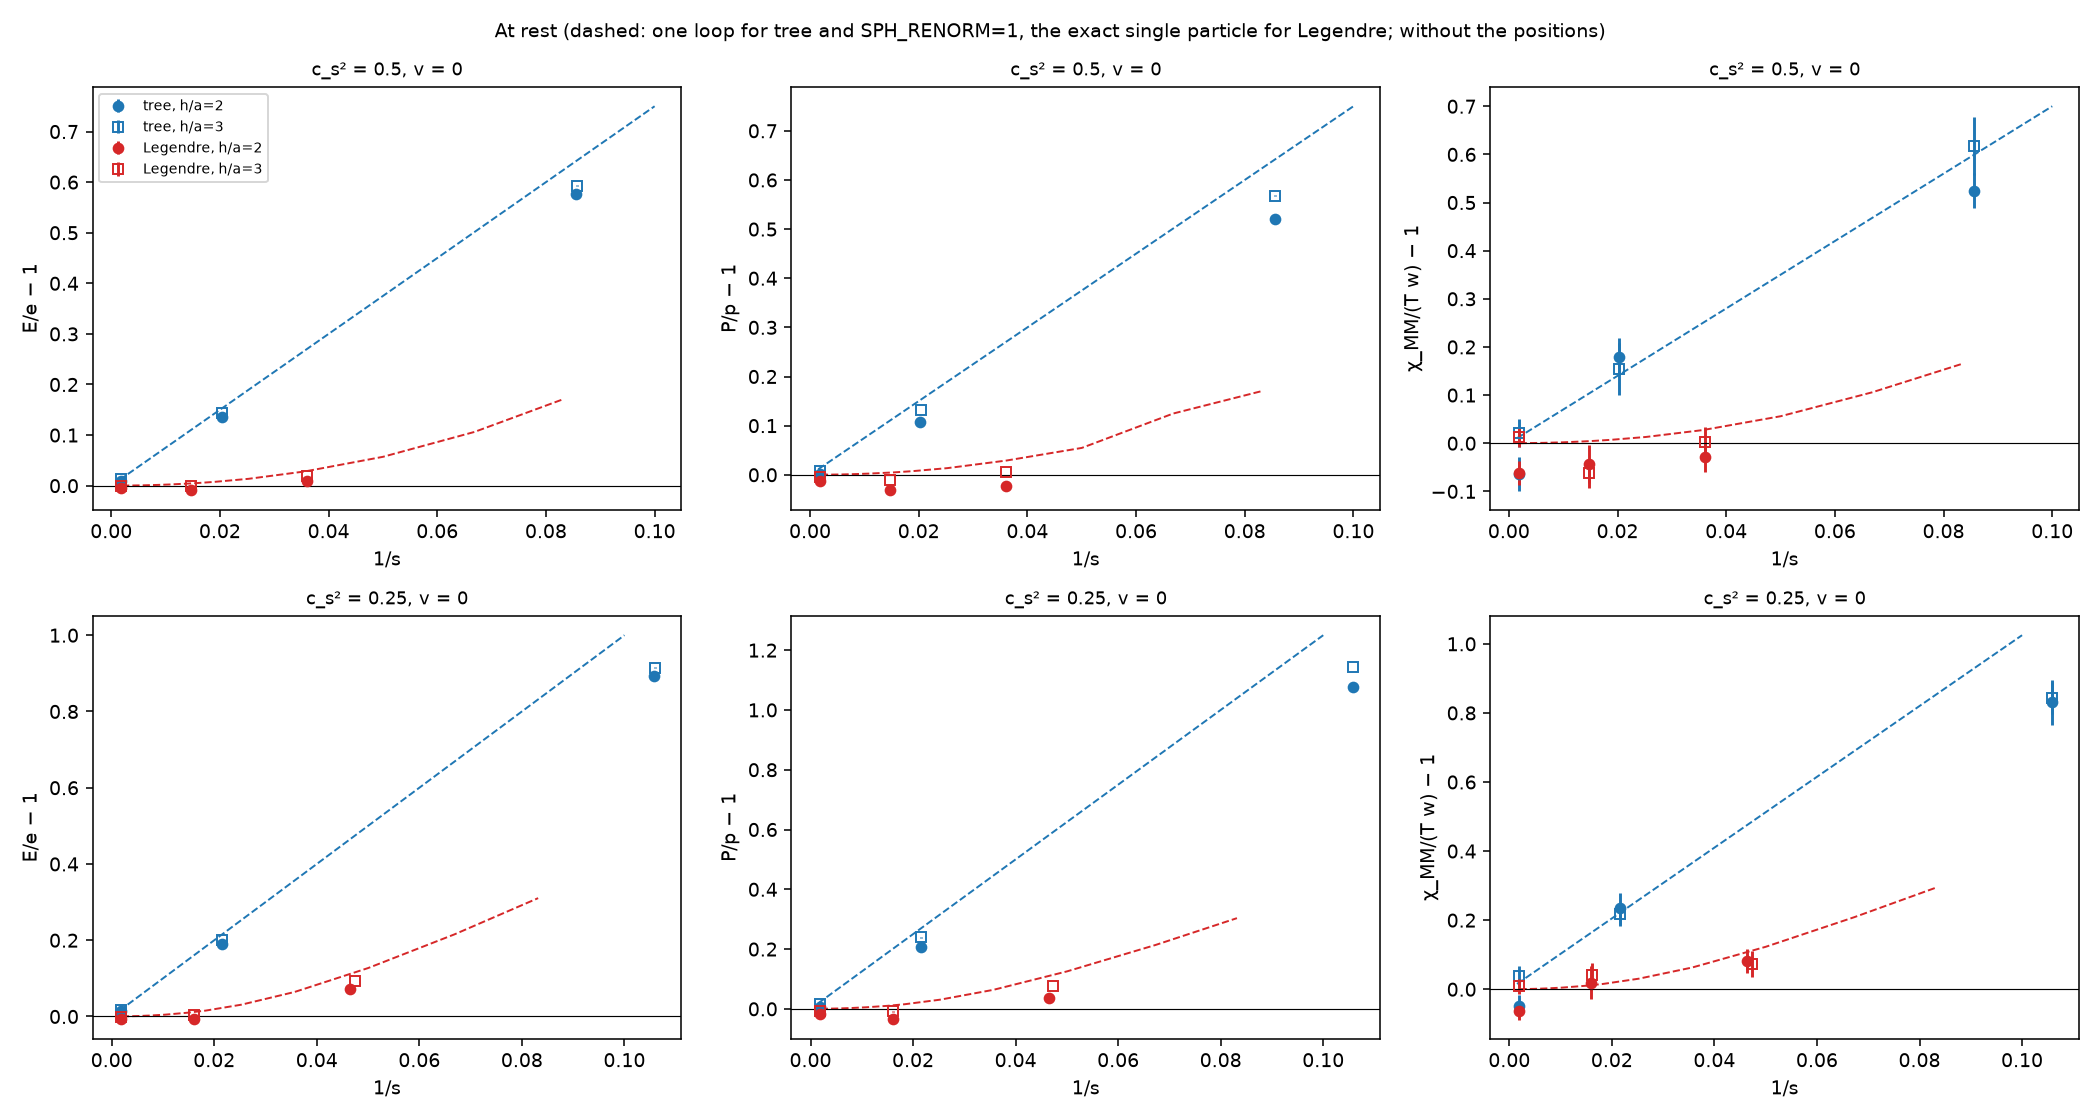 At rest (dashed: one loop for tree and SPH_RENORM=1, the exact single particle for Legendre; without the positions)
c_s² = 0.5, v = 0
E/e − 1
0.7
0.6
0.5
0.4
0.3
0.2
0.1
0.0
tree, h/a=2
tree, h/a=3
Legendre, h/a=2
Legendre, h/a=3
0.00 0.02 0.04 0.06 0.08 0.10
1/s
c_s² = 0.5, v = 0
P/p − 1
0.7
0.6
0.5
0.4
0.3
0.2
0.1
0.0
0.00 0.02 0.04 0.06 0.08 0.10
1/s
c_s² = 0.5, v = 0
χ_MM/(T w) − 1
0.7
0.6
0.5
0.4
0.3
0.2
0.1
0.0
−0.1
0.00 0.02 0.04 0.06 0.08 0.10
1/s
c_s² = 0.25, v = 0
E/e − 1
1.0
0.8
0.6
0.4
0.2
0.0
0.00 0.02 0.04 0.06 0.08 0.10
1/s
c_s² = 0.25, v = 0
P/p − 1
1.2
1.0
0.8
0.6
0.4
0.2
0.0
0.00 0.02 0.04 0.06 0.08 0.10
1/s
c_s² = 0.25, v = 0
χ_MM/(T w) − 1
1.0
0.8
0.6
0.4
0.2
0.0
0.00 0.02 0.04 0.06 0.08 0.10
1/s